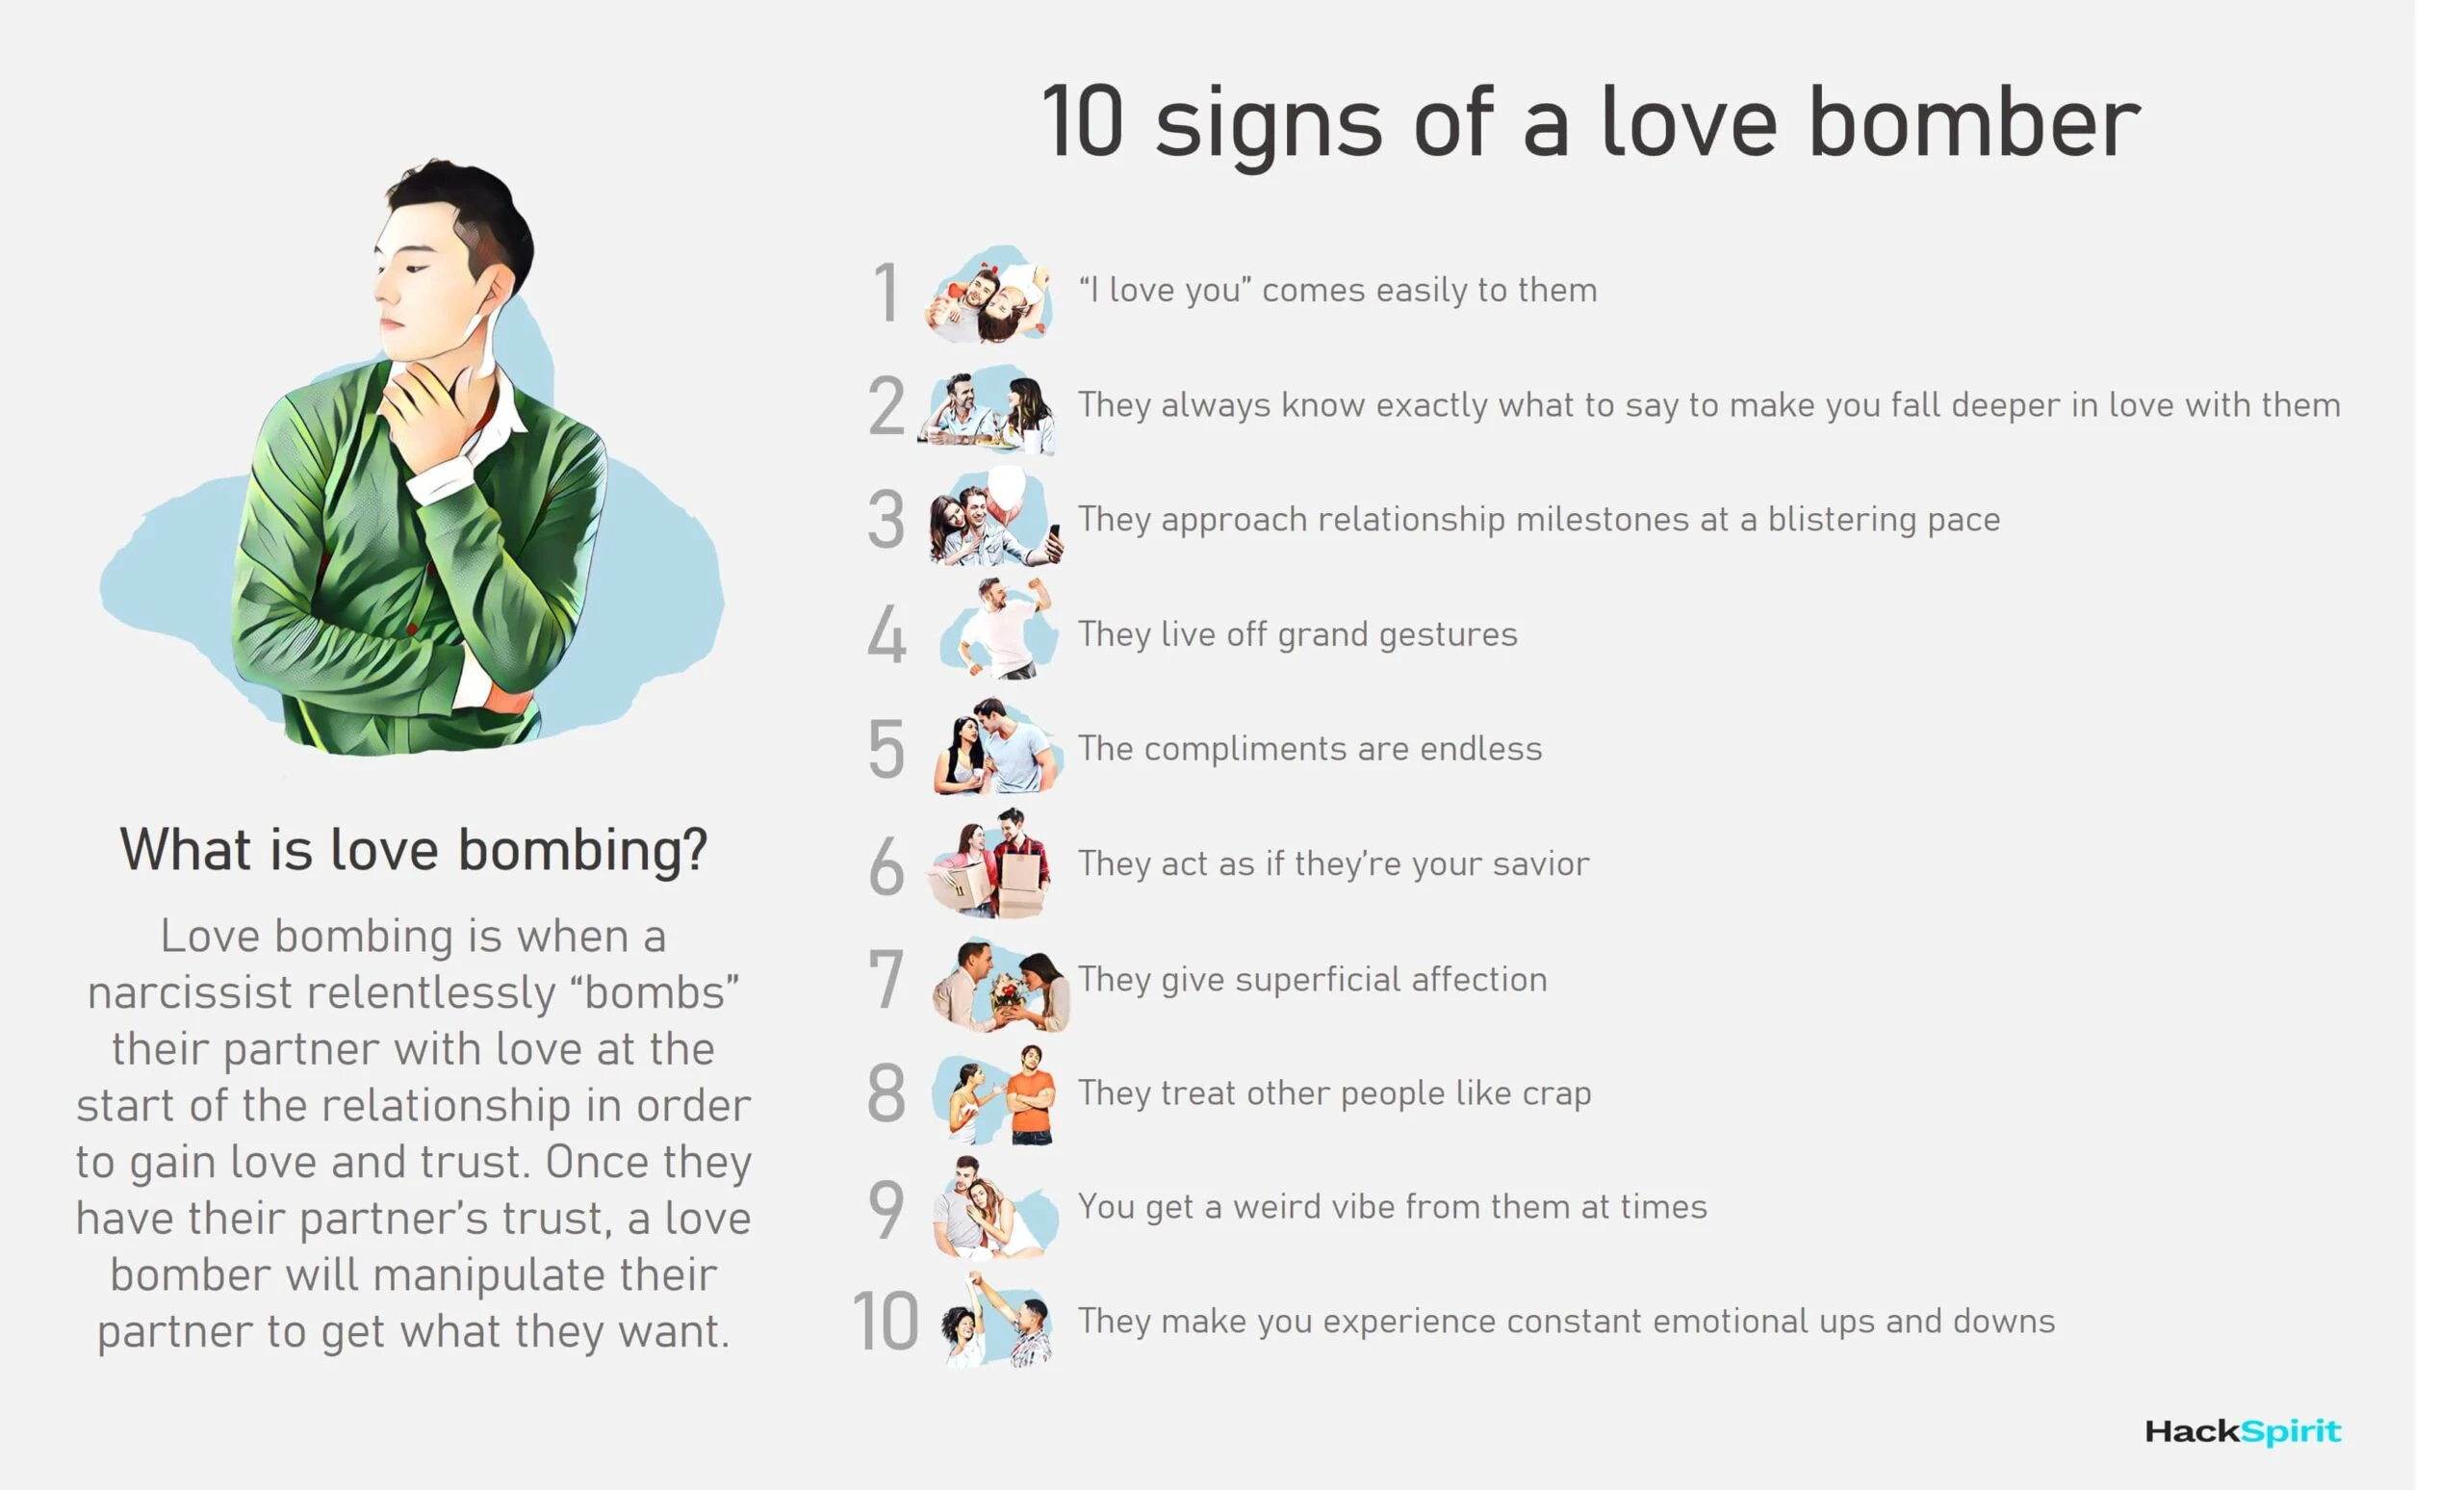 10 signs of a love bomber
1 “I love you” comes easily to them
2 They always know exactly what to say to make you fall deeper in love with them
3 They approach relationship milestones at a blistering pace
4 They live off grand gestures
5 The compliments are endless
6 They act as if they’re your savior
7 They give superficial affection
8 They treat other people like crap
9 You get a weird vibe from them at times
10 They make you experience constant emotional ups and downs
What is love bombing?
Love bombing is when a
narcissist relentlessly “bombs”
their partner with love at the
start of the relationship in order
to gain love and trust. Once they
have their partner’s trust, a love
bomber will manipulate their
partner to get what they want.
HackSpirit